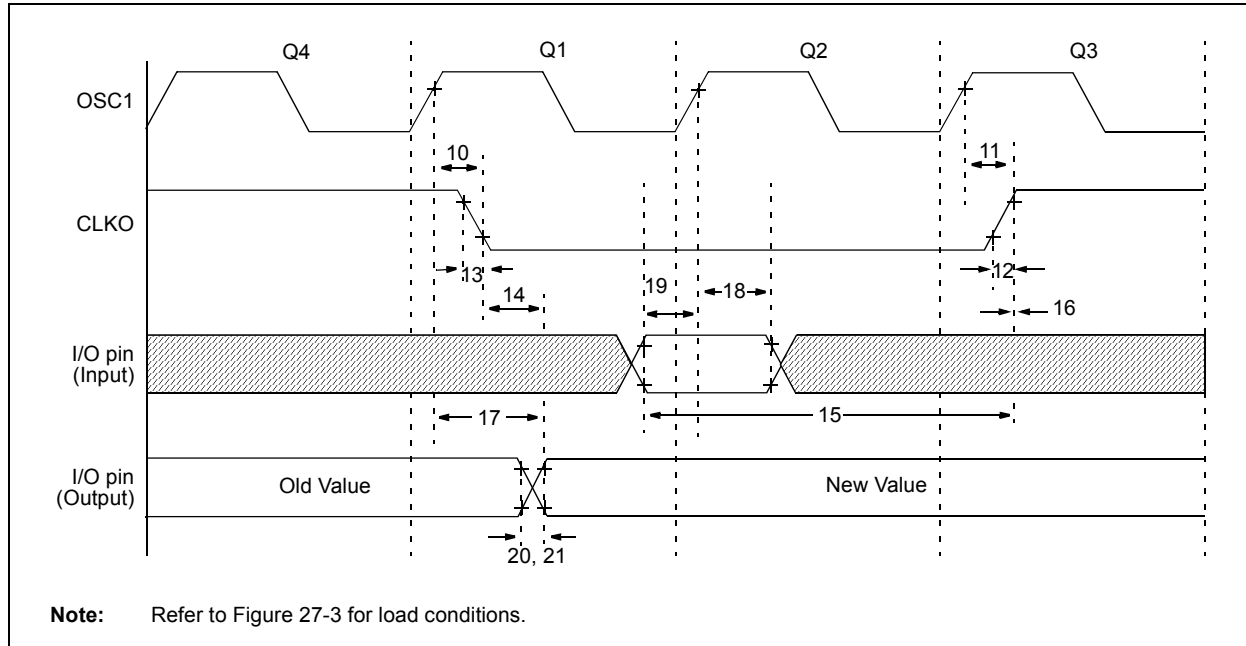 Q4
Q1
Q2
Q3
OSC1
10
11
CLKO
13
12
14
19
18
16
I/O pin
(Input)
17
15
I/O pin
(Output)
Old Value
New Value
20, 21
Note: Refer to Figure 27-3 for load conditions.